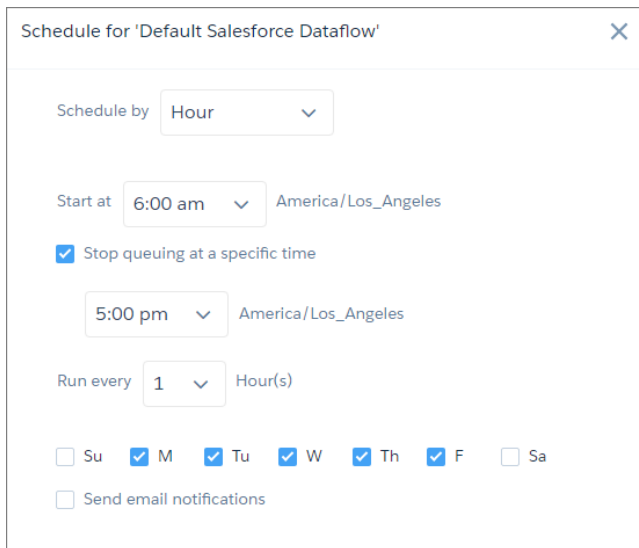 Schedule for 'Default Salesforce Dataflow'
Schedule by Hour
Start at 6:00 am America/Los_Angeles
Stop queuing at a specific time
5:00 pm America/Los_Angeles
Run every 1 Hour(s)
Su M Tu W Th F Sa
Send email notifications